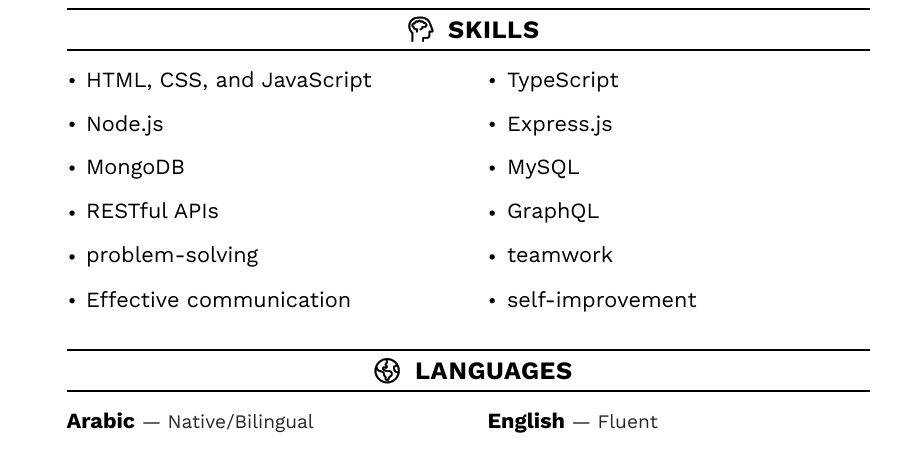 SKILLS
• HTML, CSS, and JavaScript
• TypeScript
• Node.js
• Express.js
• MongoDB
• MySQL
• RESTful APIs
• GraphQL
• problem-solving
• teamwork
• Effective communication
• self-improvement
LANGUAGES
Arabic — Native/Bilingual
English — Fluent